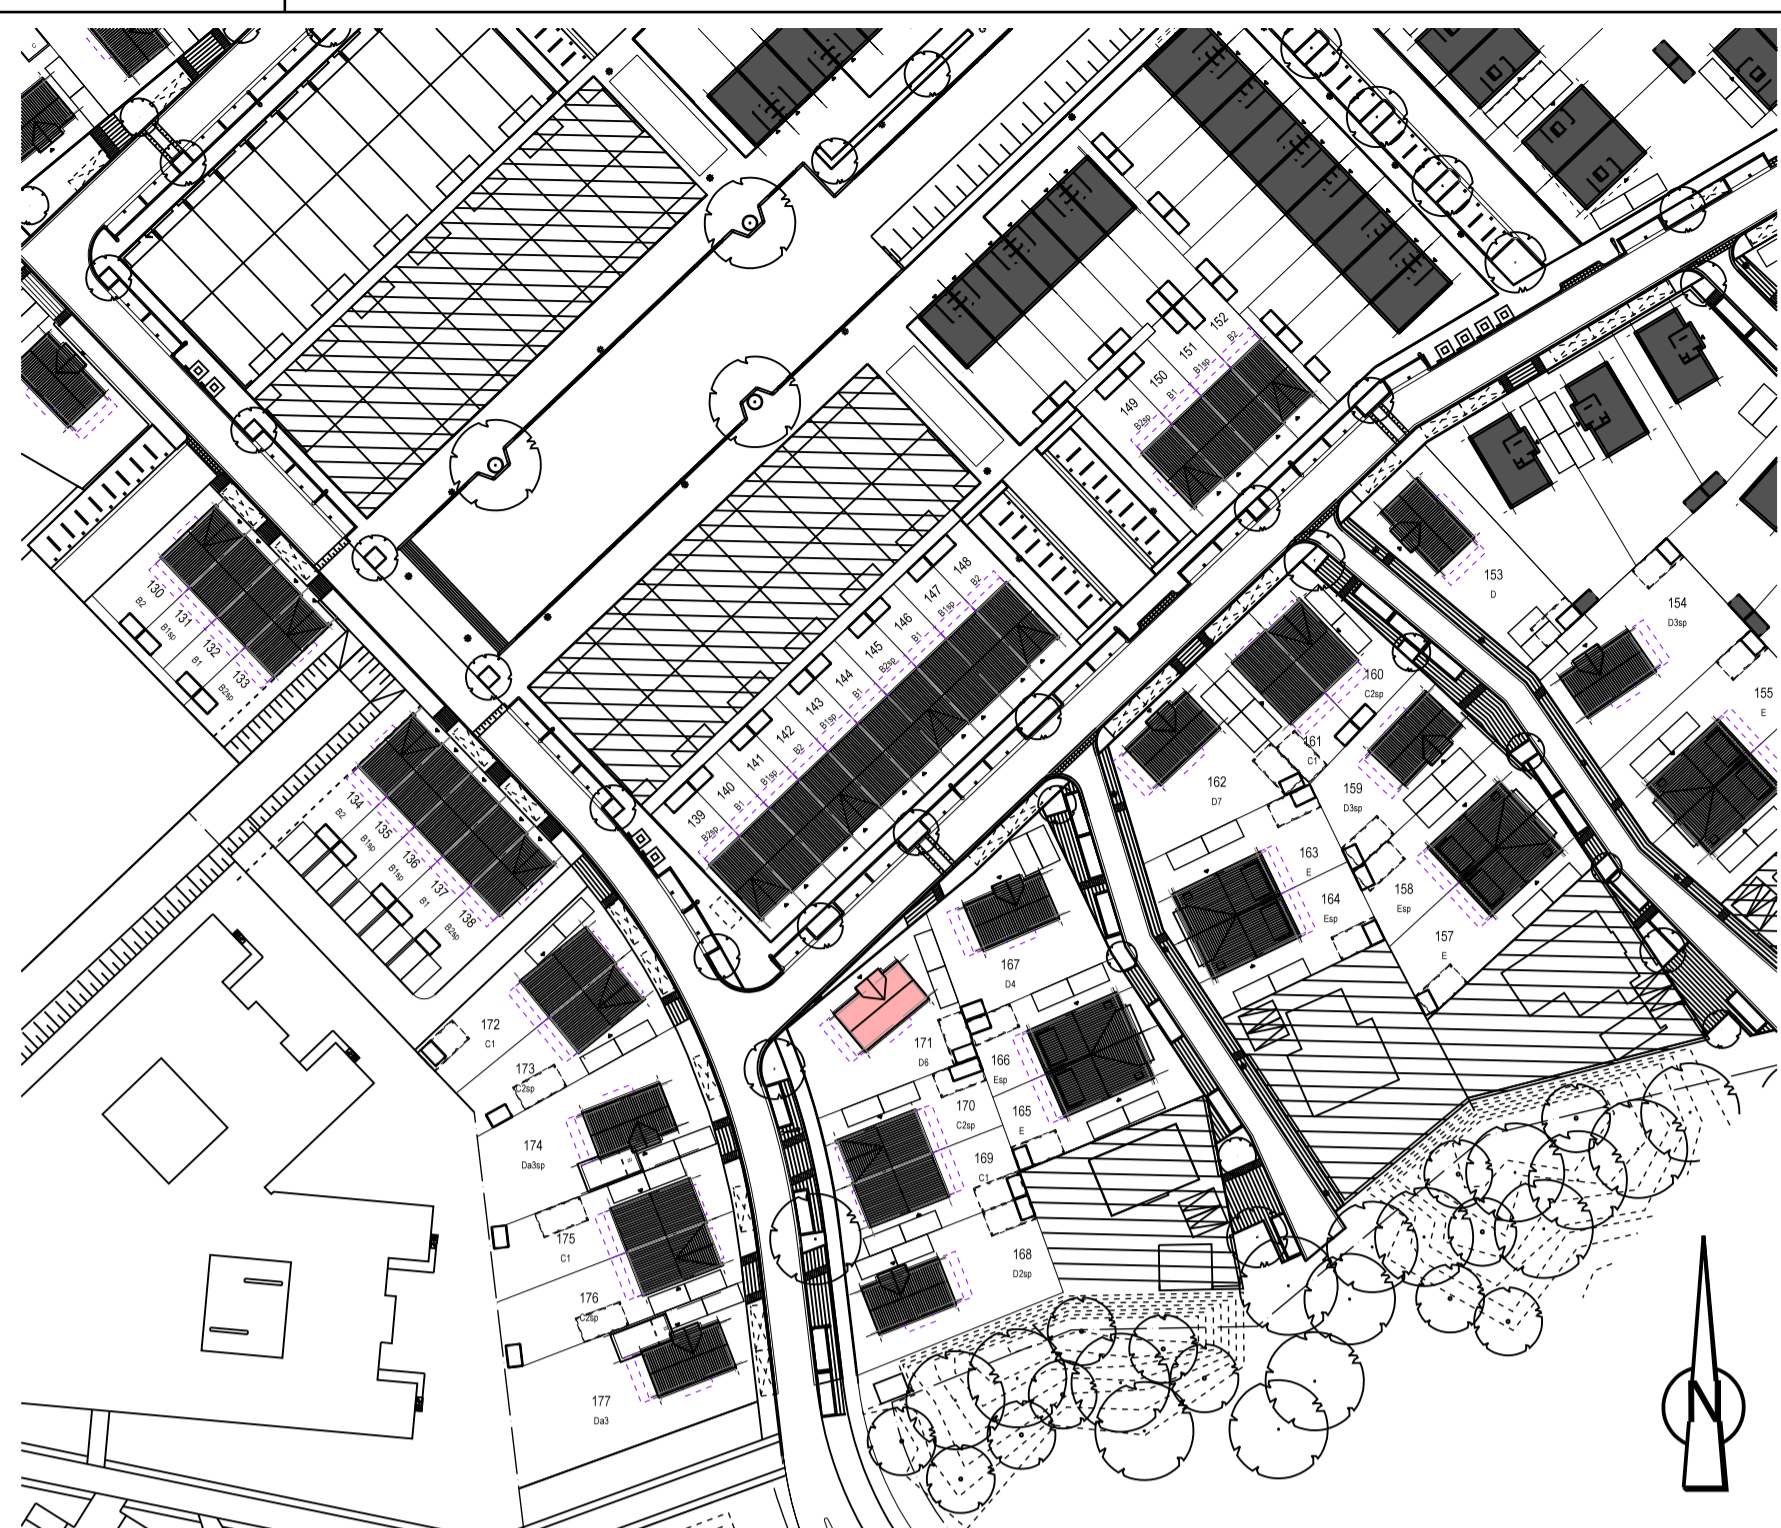 152
B2
151
B1sp
150
B1
149
B2sp
148
B2
147
B1sp
146
B1
145
B2sp
144
B1
143
B1sp
142
B2
141
B1sp
140
B1
139
B2sp
130
B2
131
B1sp
132
B1
133
B2sp
134
B2
135
B1sp
136
B1sp
137
B1
138
B2sp
153
D
154
D3sp
155
E
160
C2sp
161
C1
162
D7
159
D3sp
163
E
164
Esp
158
Esp
157
E
167
D4
171
D6
166
Esp
165
E
170
C2sp
169
C1
168
D2sp
172
C1
173
C2sp
174
Da3sp
175
C1
176
C2sp
177
Da3
N